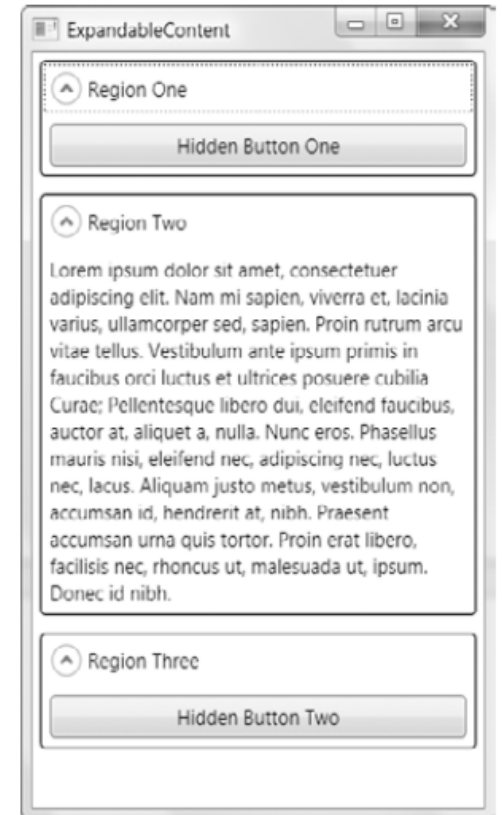 ExpandableContent
Region One
Hidden Button One
Region Two
Lorem ipsum dolor sit amet, consectetuer
adipiscing elit. Nam mi sapien, viverra et, lacinia
varius, ullamcorper sed, sapien. Proin rutrum arcu
vitae tellus. Vestibulum ante ipsum primis in
faucibus orci luctus et ultrices posuere cubilia
Curae; Pellentesque libero dui, eleifend faucibus,
auctor at, aliquet a, nulla. Nunc eros. Phasellus
mauris nisi, eleifend nec, adipiscing nec, luctus
nec, lacus. Aliquam justo metus, vestibulum non,
accumsan id, hendrerit at, nibh. Praesent
accumsan urna quis tortor. Proin erat libero,
facilisis nec, rhoncus ut, malesuada ut, ipsum.
Donec id nibh.
Region Three
Hidden Button Two